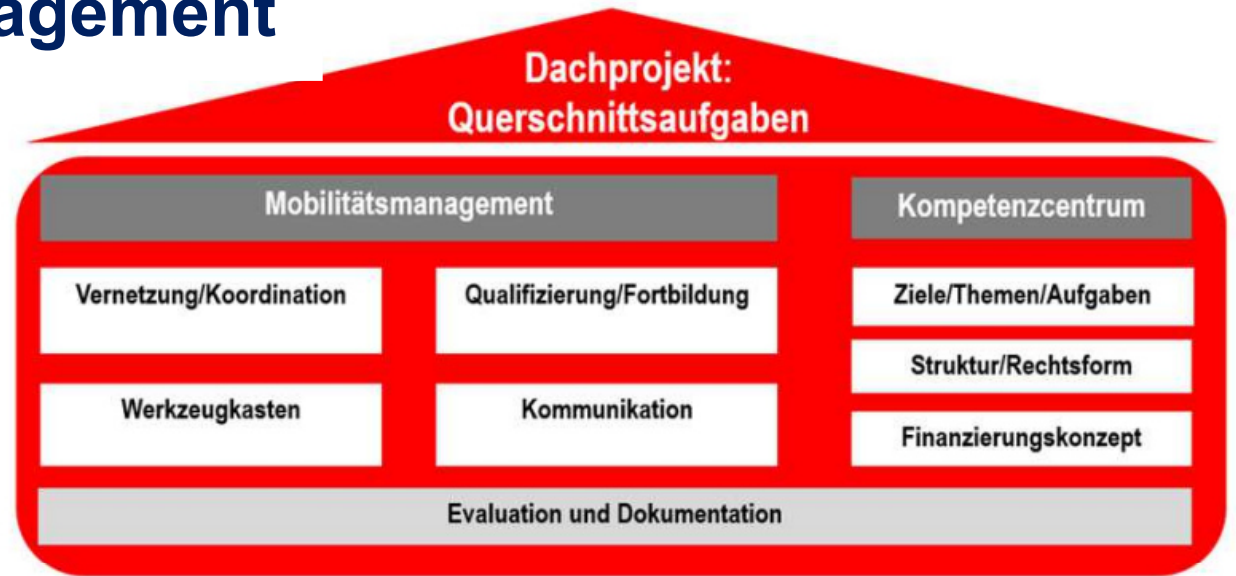 agement
Dachprojekt:
Querschnittsaufgaben
Mobilitätsmanagement
Kompetenzcentrum
Vernetzung/Koordination
Qualifizierung/Fortbildung
Ziele/Themen/Aufgaben
Struktur/Rechtsform
Werkzeugkasten
Kommunikation
Finanzierungskonzept
Evaluation und Dokumentation